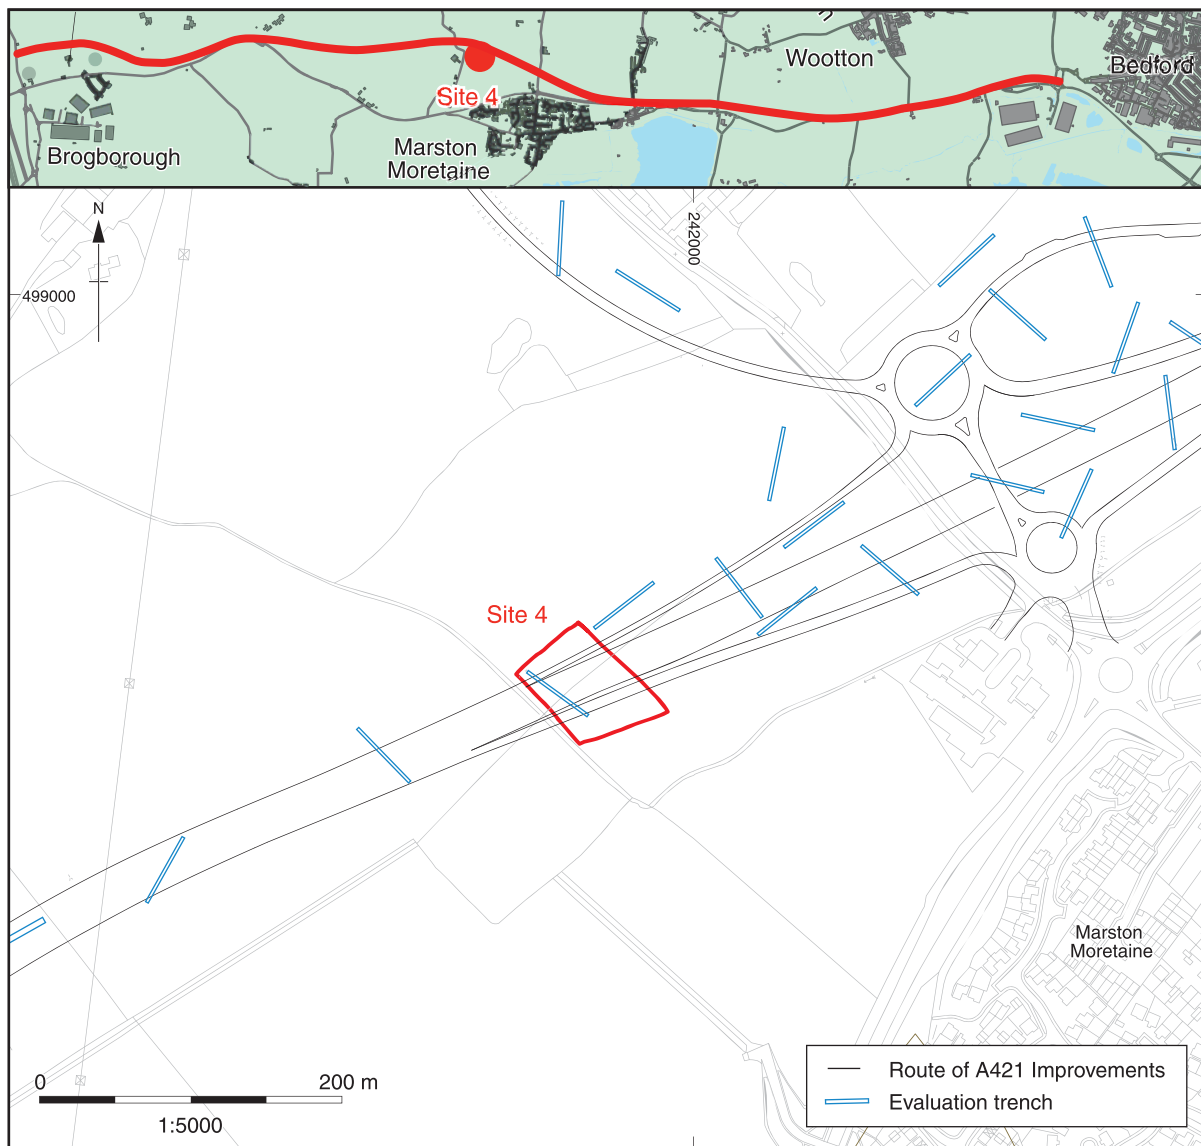 Wootton
Bedford
Site 4
Brogborough
Marston
Moretaine
N
242000
499000
Site 4
Marston
Moretaine
0
200 m
1:5000
Route of A421 Improvements
Evaluation trench